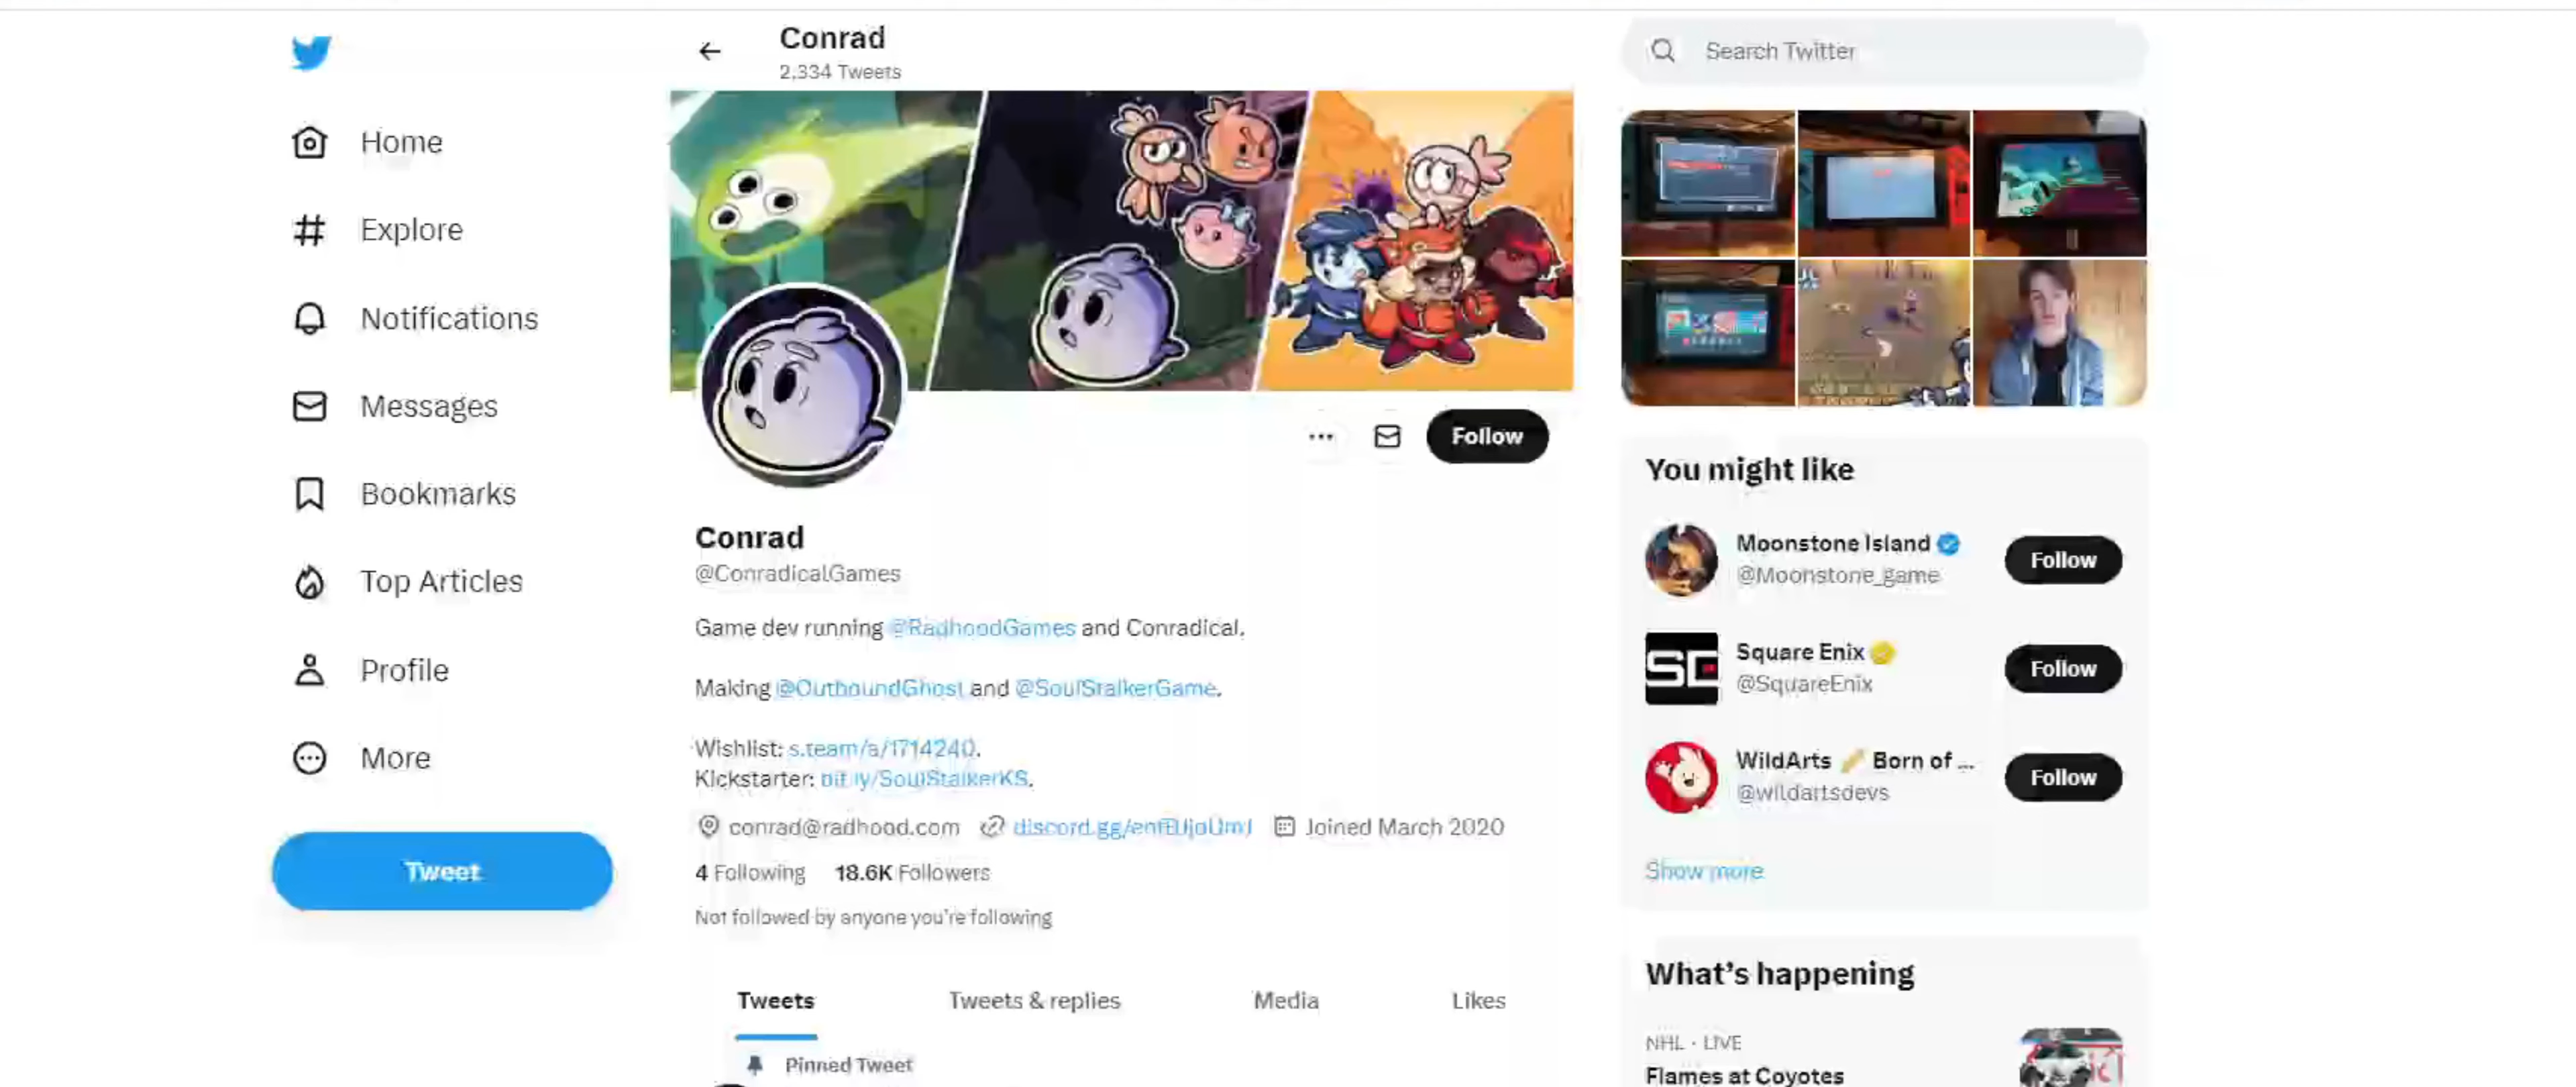 Conrad
2,334 Tweets
Search Twitter
Home
Explore
Notifications
Messages
Bookmarks
Top Articles
Profile
More
Tweet
Follow
Conrad
@ConradicalGames
Game dev running @RadhoodGames and Conradical.
Making @OutboundGhost and @SoulStalkerGame.
Wishlist: s.team/a/1714240.
Kickstarter: bit.ly/SoulStalkerKS.
conrad@radhood.com Joined March 2020
4 Following 18.6K Followers
Not followed by anyone you're following
Tweets Tweets & replies Media Likes
Pinned Tweet
You might like
Moonstone Island
@Moonstone_game
Follow
SE
Square Enix
@SquareEnix
Follow
WildArts Born of ...
@wildartsdevs
Follow
Show more
What's happening
NHL · LIVE
Flames at Coyotes